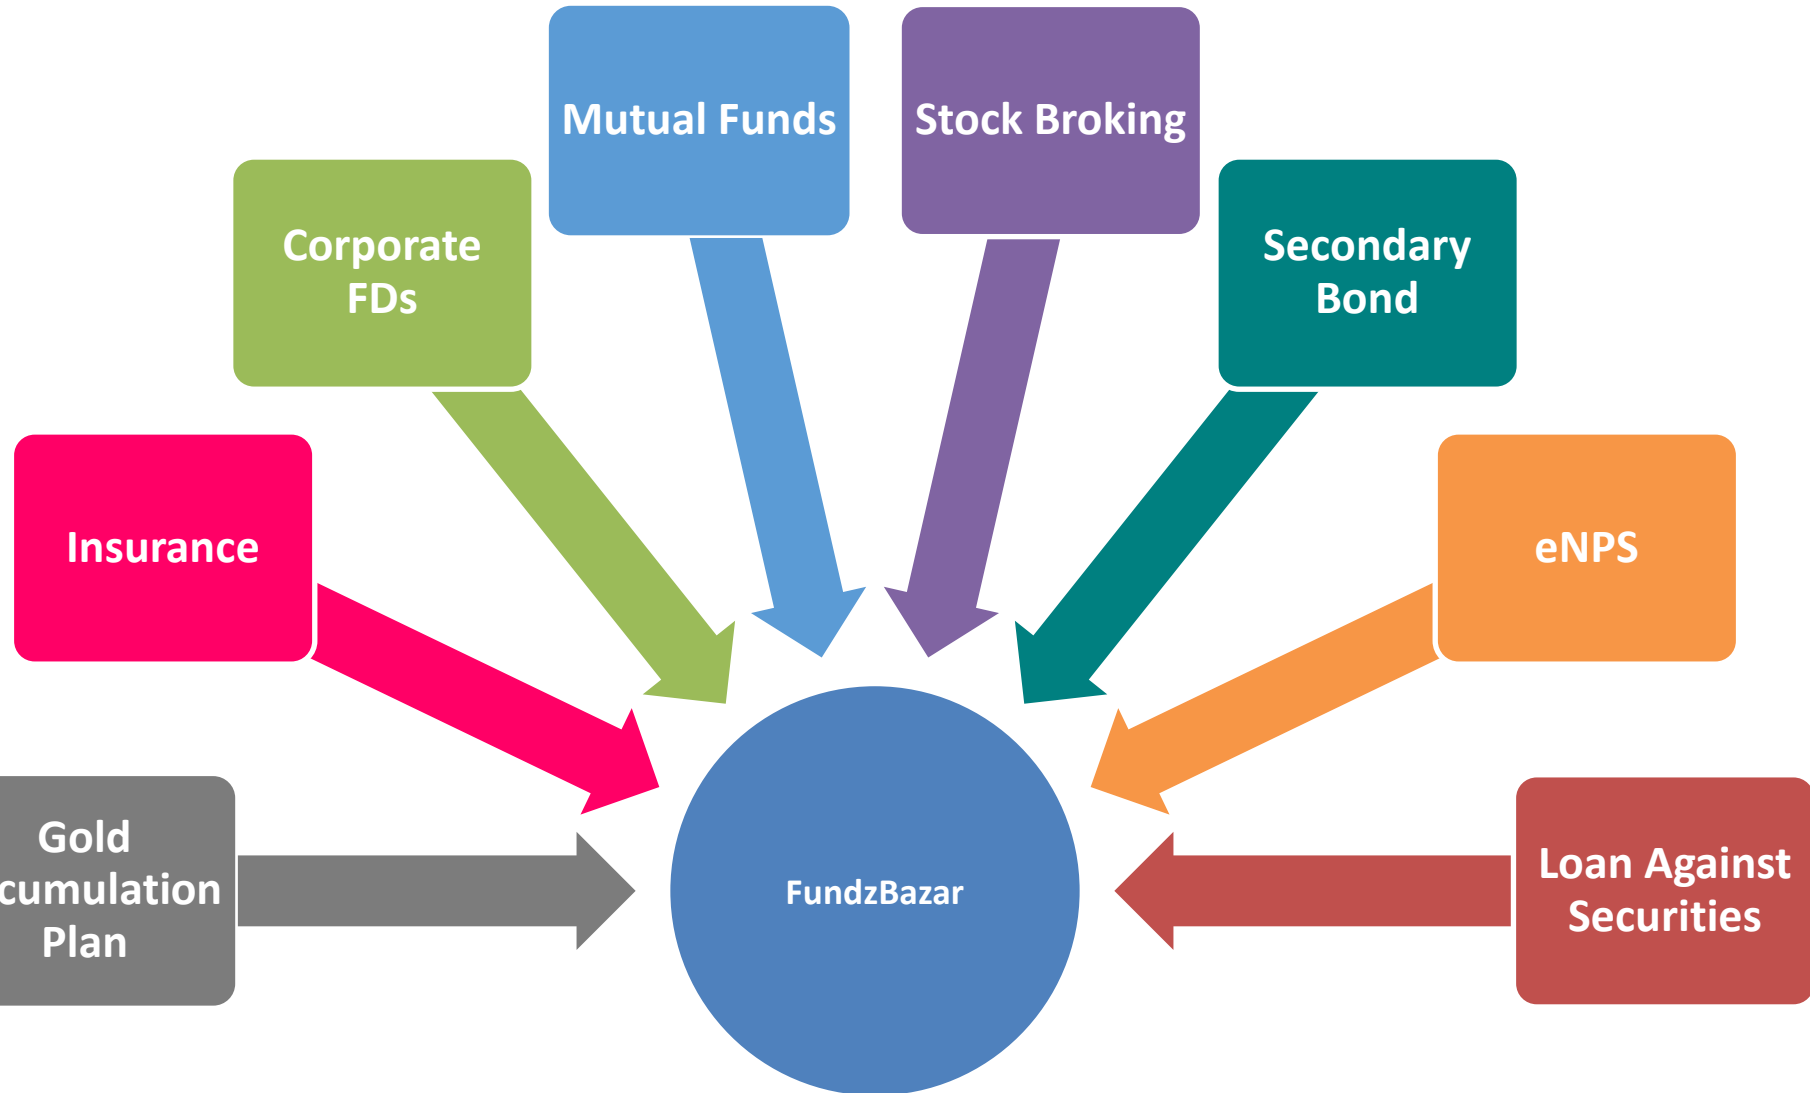 Mutual Funds
Stock Broking
Corporate
FDs
Secondary
Bond
Insurance
eNPS
Gold
cumulation
Plan
FundzBazar
Loan Against
Securities